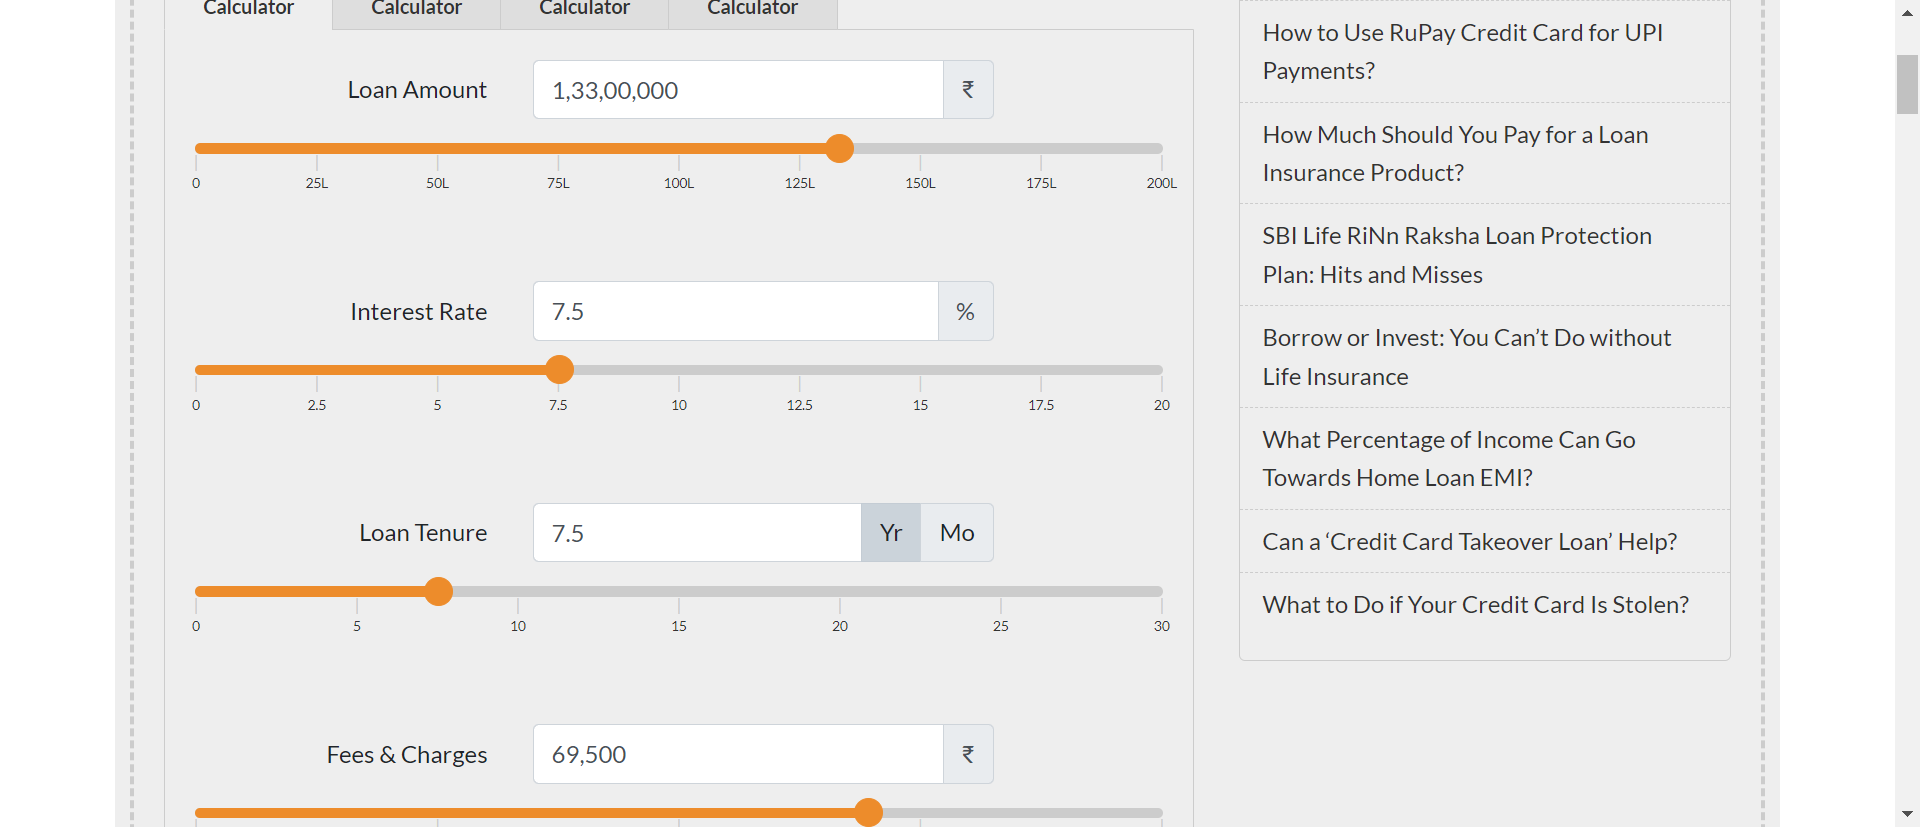 Calculator Calculator Calculator Calculator
Loan Amount 1,33,00,000 ₹
0 25L 50L 75L 100L 125L 150L 175L 200L
Interest Rate 7.5 %
0 2.5 5 7.5 10 12.5 15 17.5 20
Loan Tenure 7.5 Yr Mo
0 5 10 15 20 25 30
Fees & Charges 69,500 ₹
How to Use RuPay Credit Card for UPI
Payments?
How Much Should You Pay for a Loan
Insurance Product?
SBI Life RiNn Raksha Loan Protection
Plan: Hits and Misses
Borrow or Invest: You Can’t Do without
Life Insurance
What Percentage of Income Can Go
Towards Home Loan EMI?
Can a ‘Credit Card Takeover Loan’ Help?
What to Do if Your Credit Card Is Stolen?